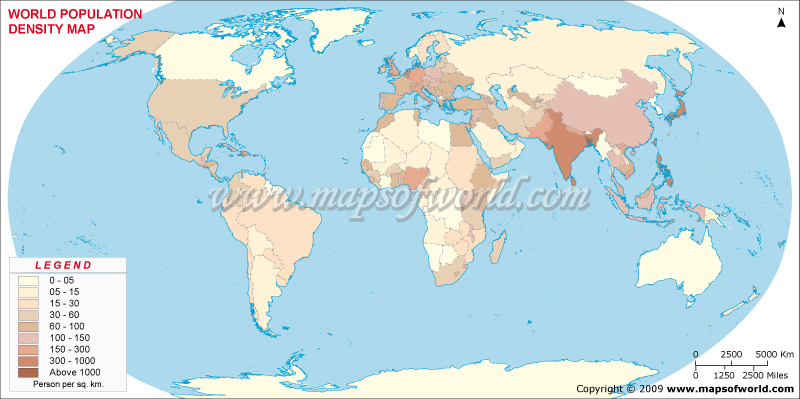 WORLD POPULATION
DENSITY MAP
N
www.mapsofworld.com
LEGEND
0 - 05
05 - 15
15 - 30
30 - 60
60 - 100
100 - 150
150 - 300
300 - 1000
Above 1000
Person per sq. km.
0 2500 5000 Km
0 1250 2500 Miles
Copyright © 2009 www.mapsofworld.com